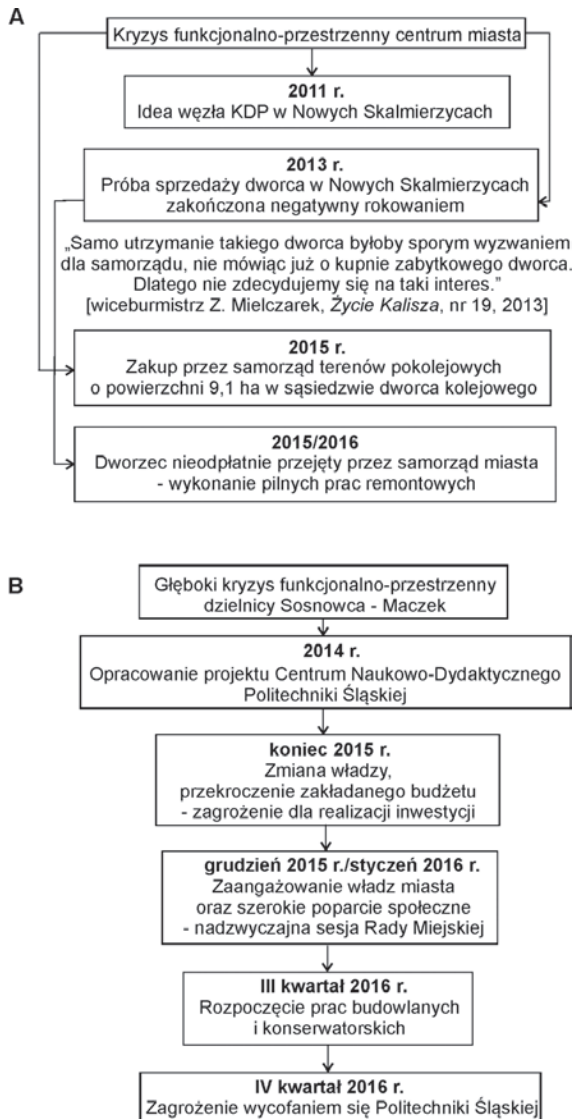 A
Kryzys funkcjonalno-przestrzenny centrum miasta
2011 r.
Idea węzła KDP w Nowych Skalmierzycach
2013 r.
Próba sprzedaży dworca w Nowych Skalmierzycach
zakończona negatywny rokowaniem
„Samo utrzymanie takiego dworca byłoby sporym wyzwaniem
dla samorządu, nie mówiąc już o kupnie zabytkowego dworca.
Dlatego nie zdecydujemy się na taki interes.”
[wiceburmistrz Z. Mielczarek, Życie Kalisza, nr 19, 2013]
2015 r.
Zakup przez samorząd terenów pokolejowych
o powierzchni 9,1 ha w sąsiedzwie dworca kolejowego
2015/2016
Dworzec nieodpłatnie przejęty przez samorząd miasta
- wykonanie pilnych prac remontowych
B
Głęboki kryzys funkcjonalno-przestrzenny
dzielnicy Sosnowca - Maczek
2014 r.
Opracowanie projektu Centrum Naukowo-Dydaktycznego
Politechniki Śląskiej
koniec 2015 r.
Zmiana władzy,
przekroczenie zakładanego budżetu
- zagrożenie dla realizacji inwestycji
grudzień 2015 r./styczeń 2016 r.
Zaangażowanie władz miasta
oraz szerokie poparcie społeczne
- nadzwyczajna sesja Rady Miejskiej
III kwartał 2016 r.
Rozpoczęcie prac budowlanych
i konserwatorskich
IV kwartał 2016 r.
Zagrożenie wycofaniem się Politechniki Śląskiej